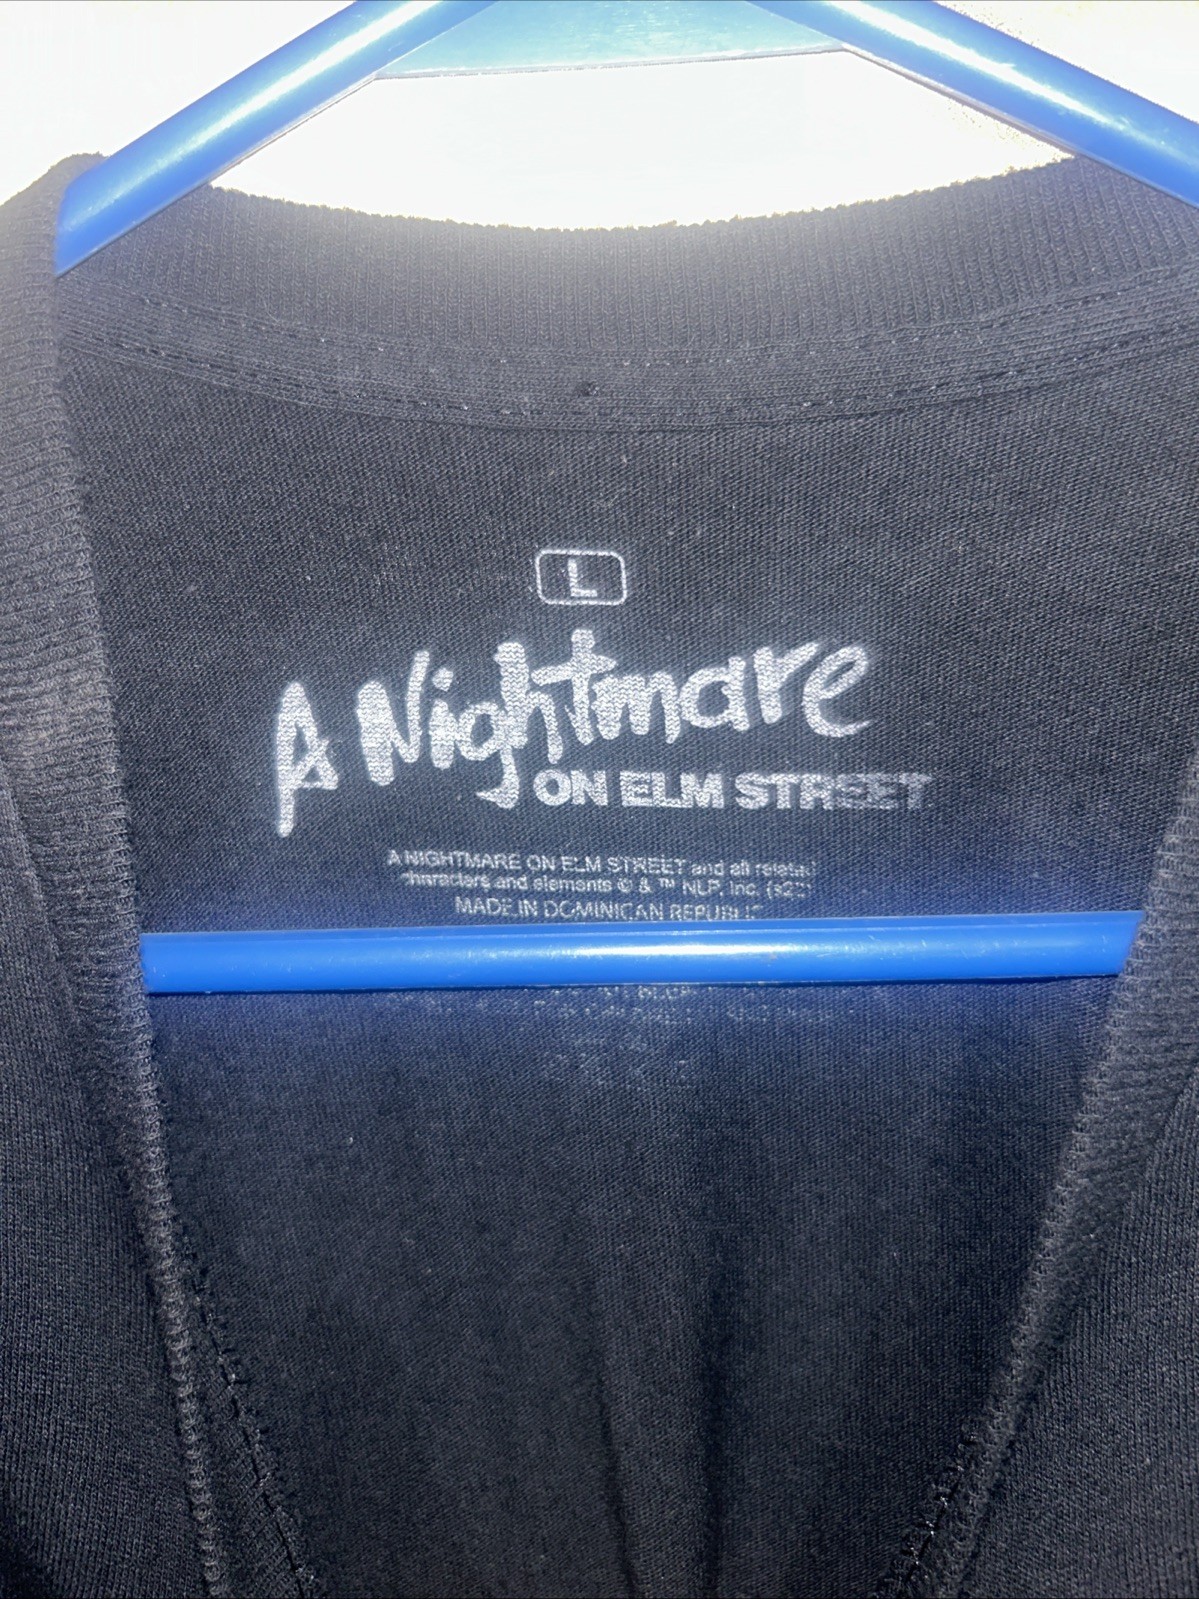 L
A Nightmare
ON ELM STREET
A NIGHTMARE ON ELM STREET and all related
characters and elements © & ™ NLP, Inc.
MADE IN DOMINICAN REPUBLIC